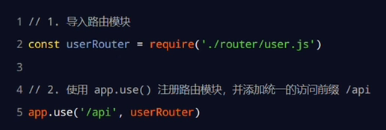 1 // 1. 导入路由模块
2 const userRouter = require('./router/user.js')
3
4 // 2. 使用 app.use() 注册路由模块，并添加统一的访问前缀 /api
5 app.use('/api', userRouter)